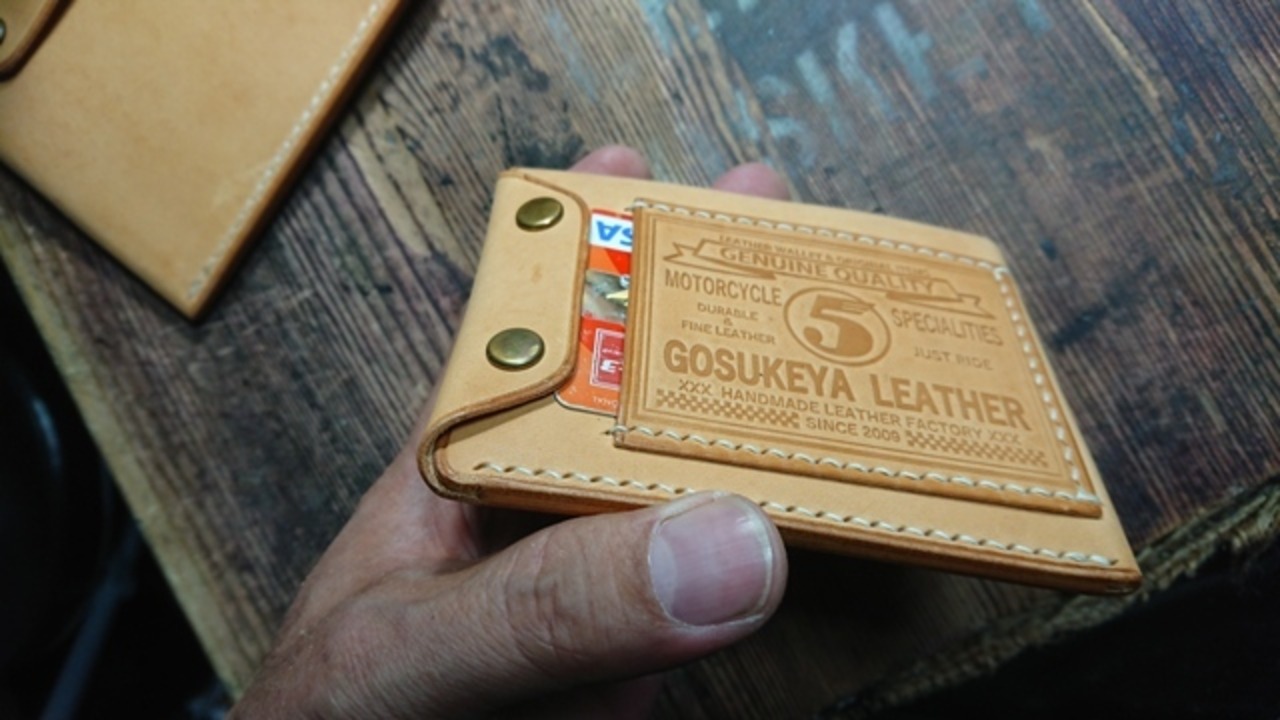 LEATHER WALLET & ORIGINAL ITEMS
GENUINE QUALITY
MOTORCYCLE 5 SPECIALITIES
DURABLE
&
FINE LEATHER
JUST RIDE
GOSUKEYA LEATHER
XXX HANDMADE LEATHER FACTORY XXX
SINCE 2009
VISA